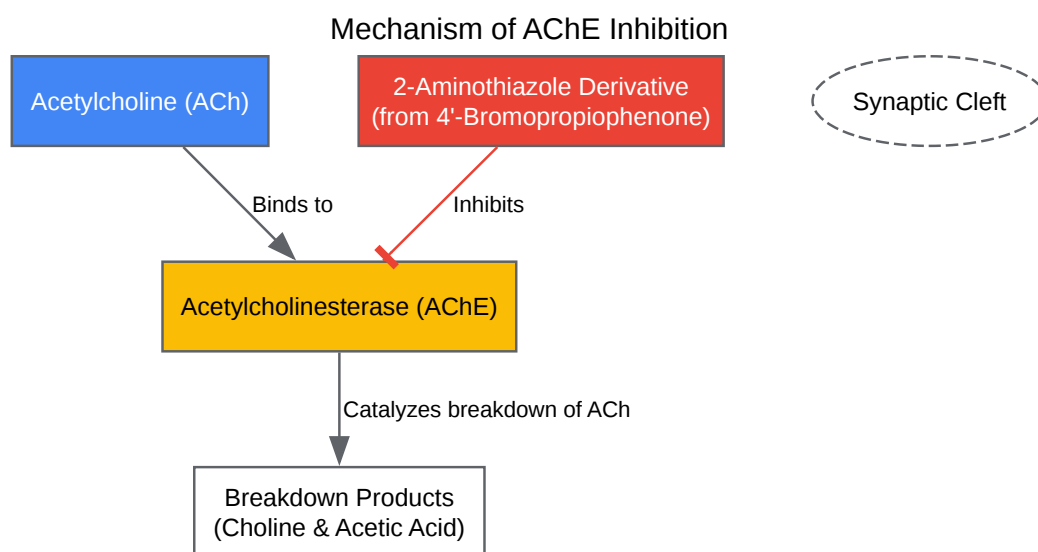 Mechanism of AChE Inhibition
Acetylcholine (ACh)
2-Aminothiazole Derivative
(from 4'-Bromopropiophenone)
Synaptic Cleft
Binds to
Inhibits
Acetylcholinesterase (AChE)
Catalyzes breakdown of ACh
Breakdown Products
(Choline & Acetic Acid)